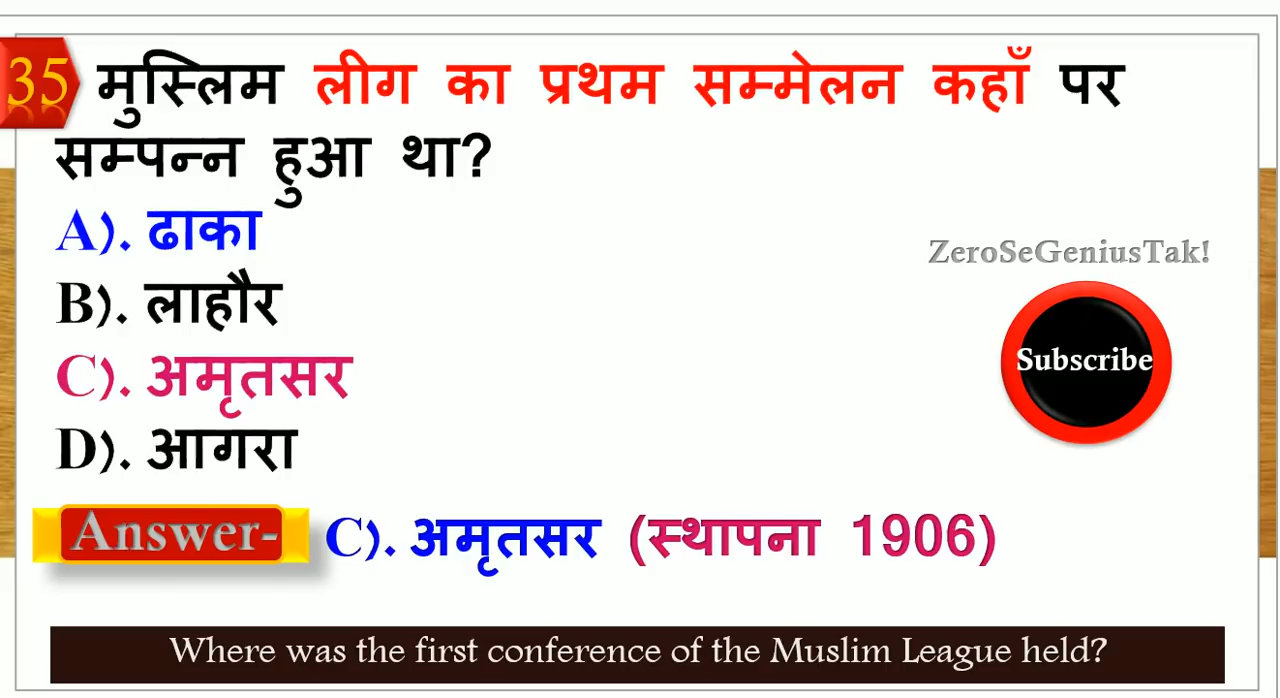 35 मुस्लिम लीग का प्रथम सम्मेलन कहाँ पर
सम्पन्न हुआ था?
A). ढाका
ZeroSeGeniusTak!
B). लाहौर
Subscribe
C). अमृतसर
D). आगरा
Answer- C). अमृतसर (स्थापना 1906)
Where was the first conference of the Muslim League held?